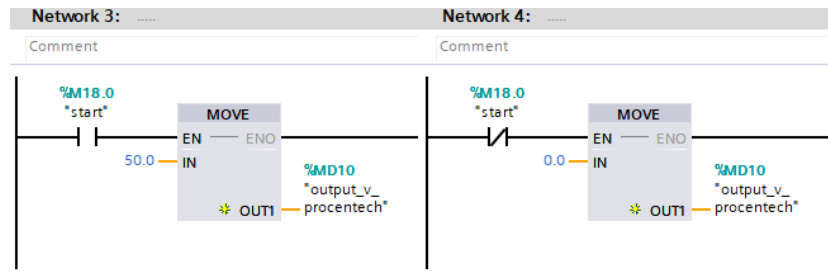 Network 3: .....
Comment
%M18.0
"start"
MOVE
EN ENO
50.0 IN
%MD10
"output_v_
OUT1 procentech"
Network 4: .....
Comment
%M18.0
"start"
MOVE
EN ENO
0.0 IN
%MD10
"output_v_
OUT1 procentech"